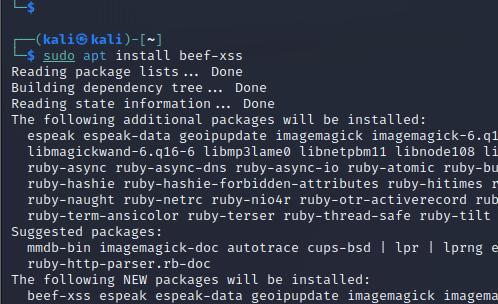 └─$
┌──(kali㉿kali)-[~]
└─$ sudo apt install beef-xss
Reading package lists... Done
Building dependency tree... Done
Reading state information... Done
The following additional packages will be installed:
espeak espeak-data geoipupdate imagemagick imagemagick-6.q1
libmagickwand-6.q16-6 libmp3lame0 libnetpbm11 libnode108 li
ruby-async ruby-async-dns ruby-async-io ruby-atomic ruby-bu
ruby-hashie ruby-hashie-forbidden-attributes ruby-hitimes r
ruby-naught ruby-netrc ruby-nio4r ruby-otr-activerecord rub
ruby-term-ansicolor ruby-terser ruby-thread-safe ruby-tilt
Suggested packages:
mmdb-bin imagemagick-doc autotrace cups-bsd | lpr | lprng e
ruby-http-parser.rb-doc
The following NEW packages will be installed:
beef-xss espeak espeak-data geoipupdate imagemagick imagema